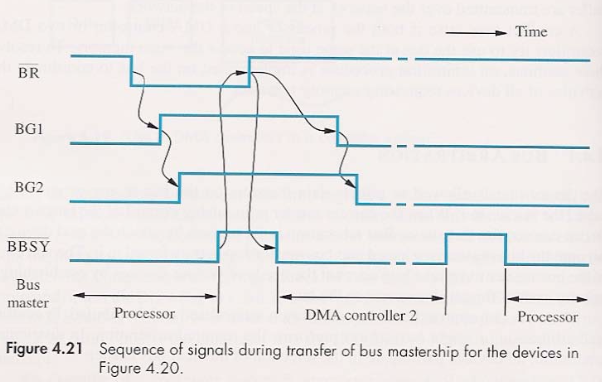 Time
BR
BG1
BG2
BBSY
Bus
master
Processor
DMA controller 2
Processor
Figure 4.21 Sequence of signals during transfer of bus mastership for the devices in
Figure 4.20.